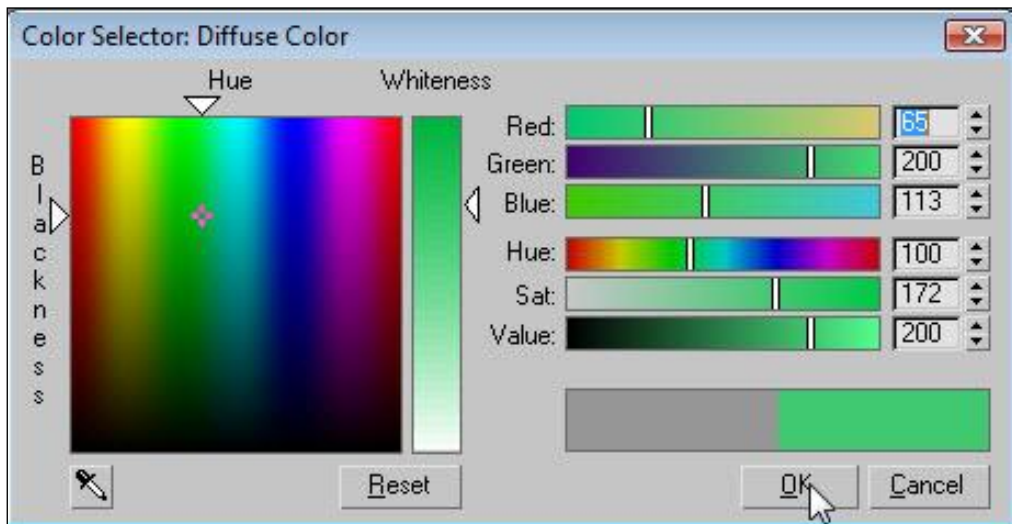 Color Selector: Diffuse Color
Hue
Whiteness
Blackness
Red: 65
Green: 200
Blue: 113
Hue: 100
Sat: 172
Value: 200
Reset
OK
Cancel